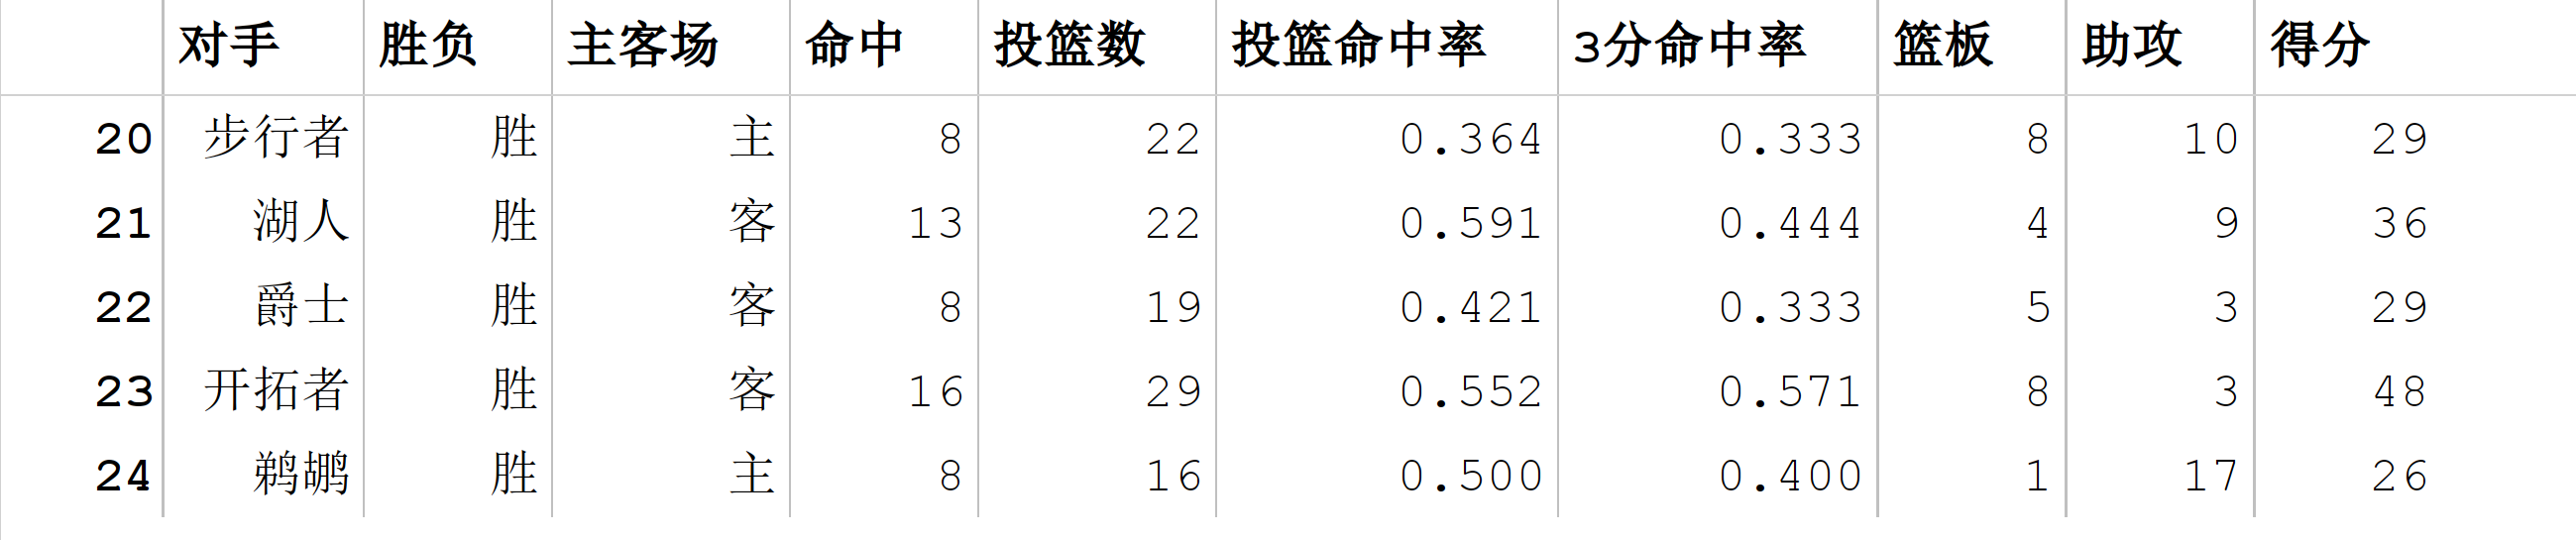 对手 胜负 主客场 命中 投篮数 投篮命中率 3分命中率 篮板 助攻 得分
20 步行者 胜 主 8 22 0.364 0.333 8 10 29
21 湖人 胜 客 13 22 0.591 0.444 4 9 36
22 爵士 胜 客 8 19 0.421 0.333 5 3 29
23 开拓者 胜 客 16 29 0.552 0.571 8 3 48
24 鹈鹕 胜 主 8 16 0.500 0.400 1 17 26